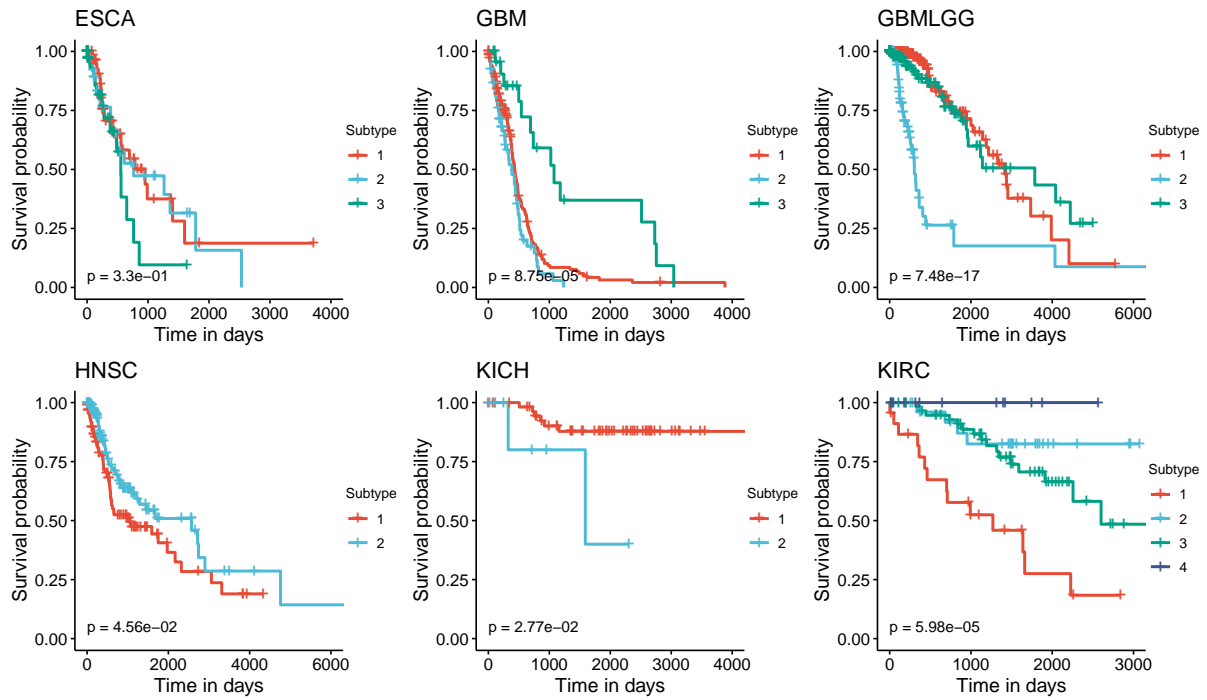 ESCA
1.00
0.75
0.50
0.25
0.00
Survival probability
p = 3.3e−01
0 1000 2000 3000 4000
Time in days
Subtype
1
2
3
GBM
1.00
0.75
0.50
0.25
0.00
Survival probability
p = 8.75e−05
0 1000 2000 3000 4000
Time in days
Subtype
1
2
3
GBMLGG
1.00
0.75
0.50
0.25
0.00
Survival probability
p = 7.48e−17
0 2000 4000 6000
Time in days
Subtype
1
2
3
HNSC
1.00
0.75
0.50
0.25
0.00
Survival probability
p = 4.56e−02
0 2000 4000 6000
Time in days
Subtype
1
2
KICH
1.00
0.75
0.50
0.25
0.00
Survival probability
p = 2.77e−02
0 1000 2000 3000 4000
Time in days
Subtype
1
2
KIRC
1.00
0.75
0.50
0.25
0.00
Survival probability
p = 5.98e−05
0 1000 2000 3000
Time in days
Subtype
1
2
3
4